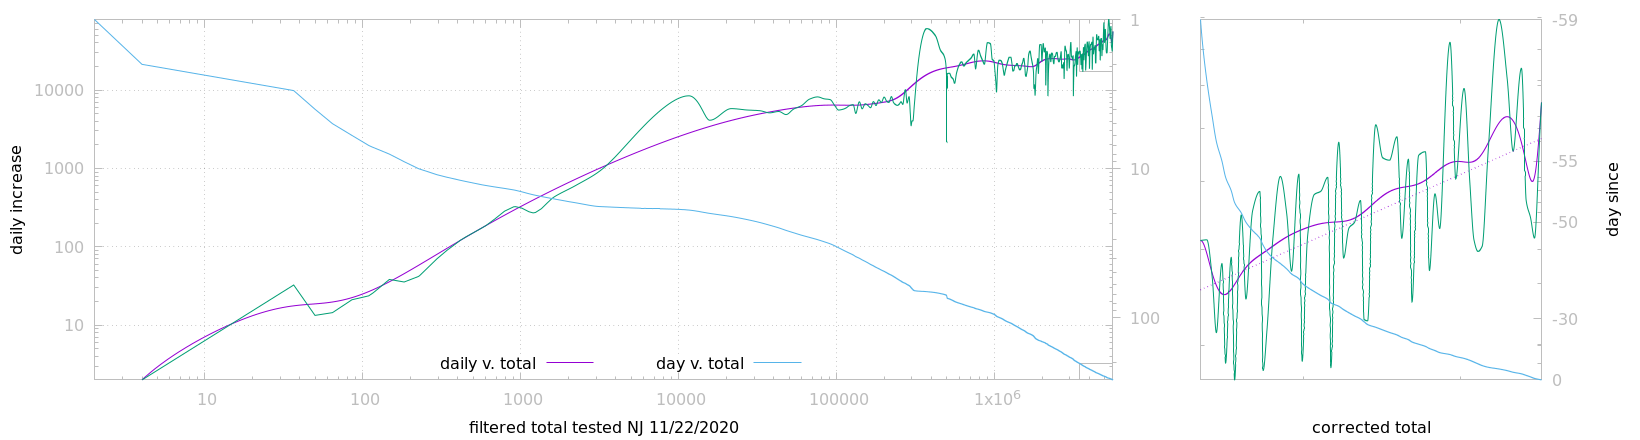 daily increase
10000
1000
100
10
1
10
100
daily v. total
day v. total
10
100
1000
10000
100000
1x10⁶
filtered total tested NJ 11/22/2020
-59
-55
-50
-30
0
day since
corrected total